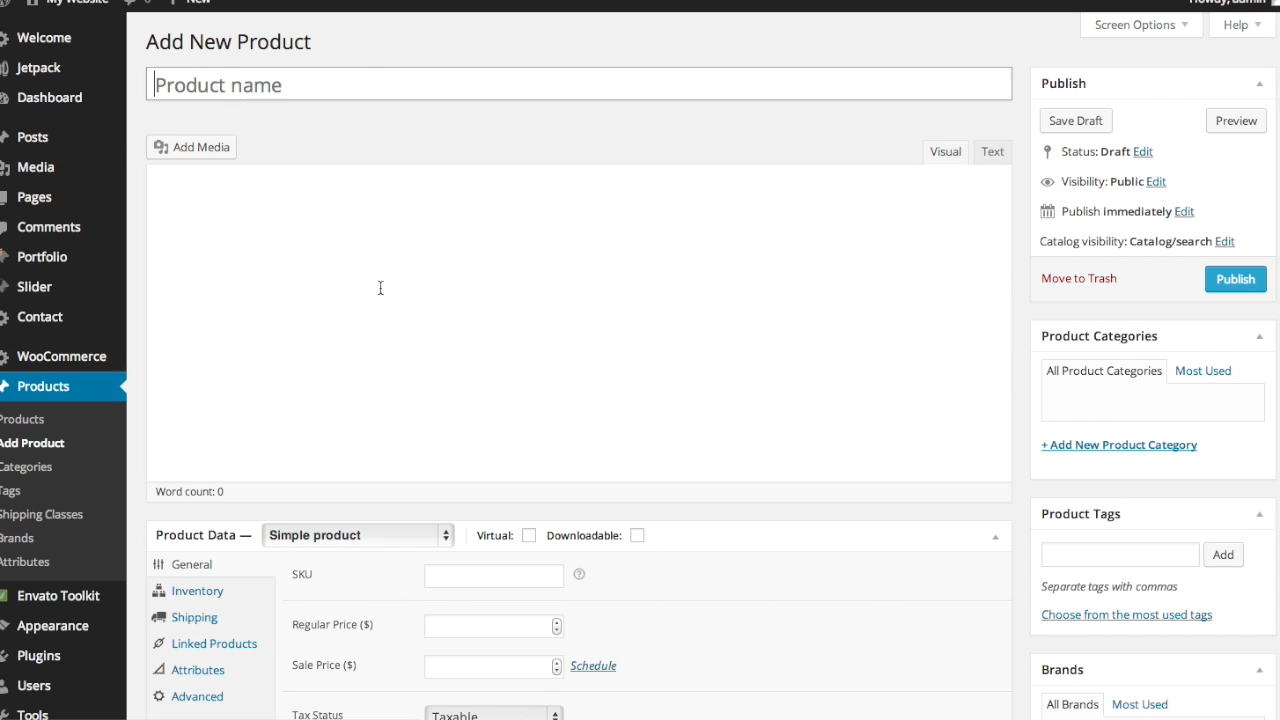 My Website 0 New Howdy, admin
Screen Options Help
Welcome
Jetpack
Dashboard
Posts
Media
Pages
Comments
Portfolio
Slider
Contact
WooCommerce
Products
Products
Add Product
Categories
Tags
Shipping Classes
Brands
Attributes
Envato Toolkit
Appearance
Plugins
Users
Tools
Add New Product
Product name
Add Media
Visual Text
Word count: 0
Product Data — Simple product Virtual: Downloadable:
General
Inventory
Shipping
Linked Products
Attributes
Advanced
SKU
Regular Price ($)
Sale Price ($) Schedule
Tax Status Taxable
Publish
Save Draft Preview
Status: Draft Edit
Visibility: Public Edit
Publish immediately Edit
Catalog visibility: Catalog/search Edit
Move to Trash Publish
Product Categories
All Product Categories Most Used
+ Add New Product Category
Product Tags
Add
Separate tags with commas
Choose from the most used tags
Brands
All Brands Most Used